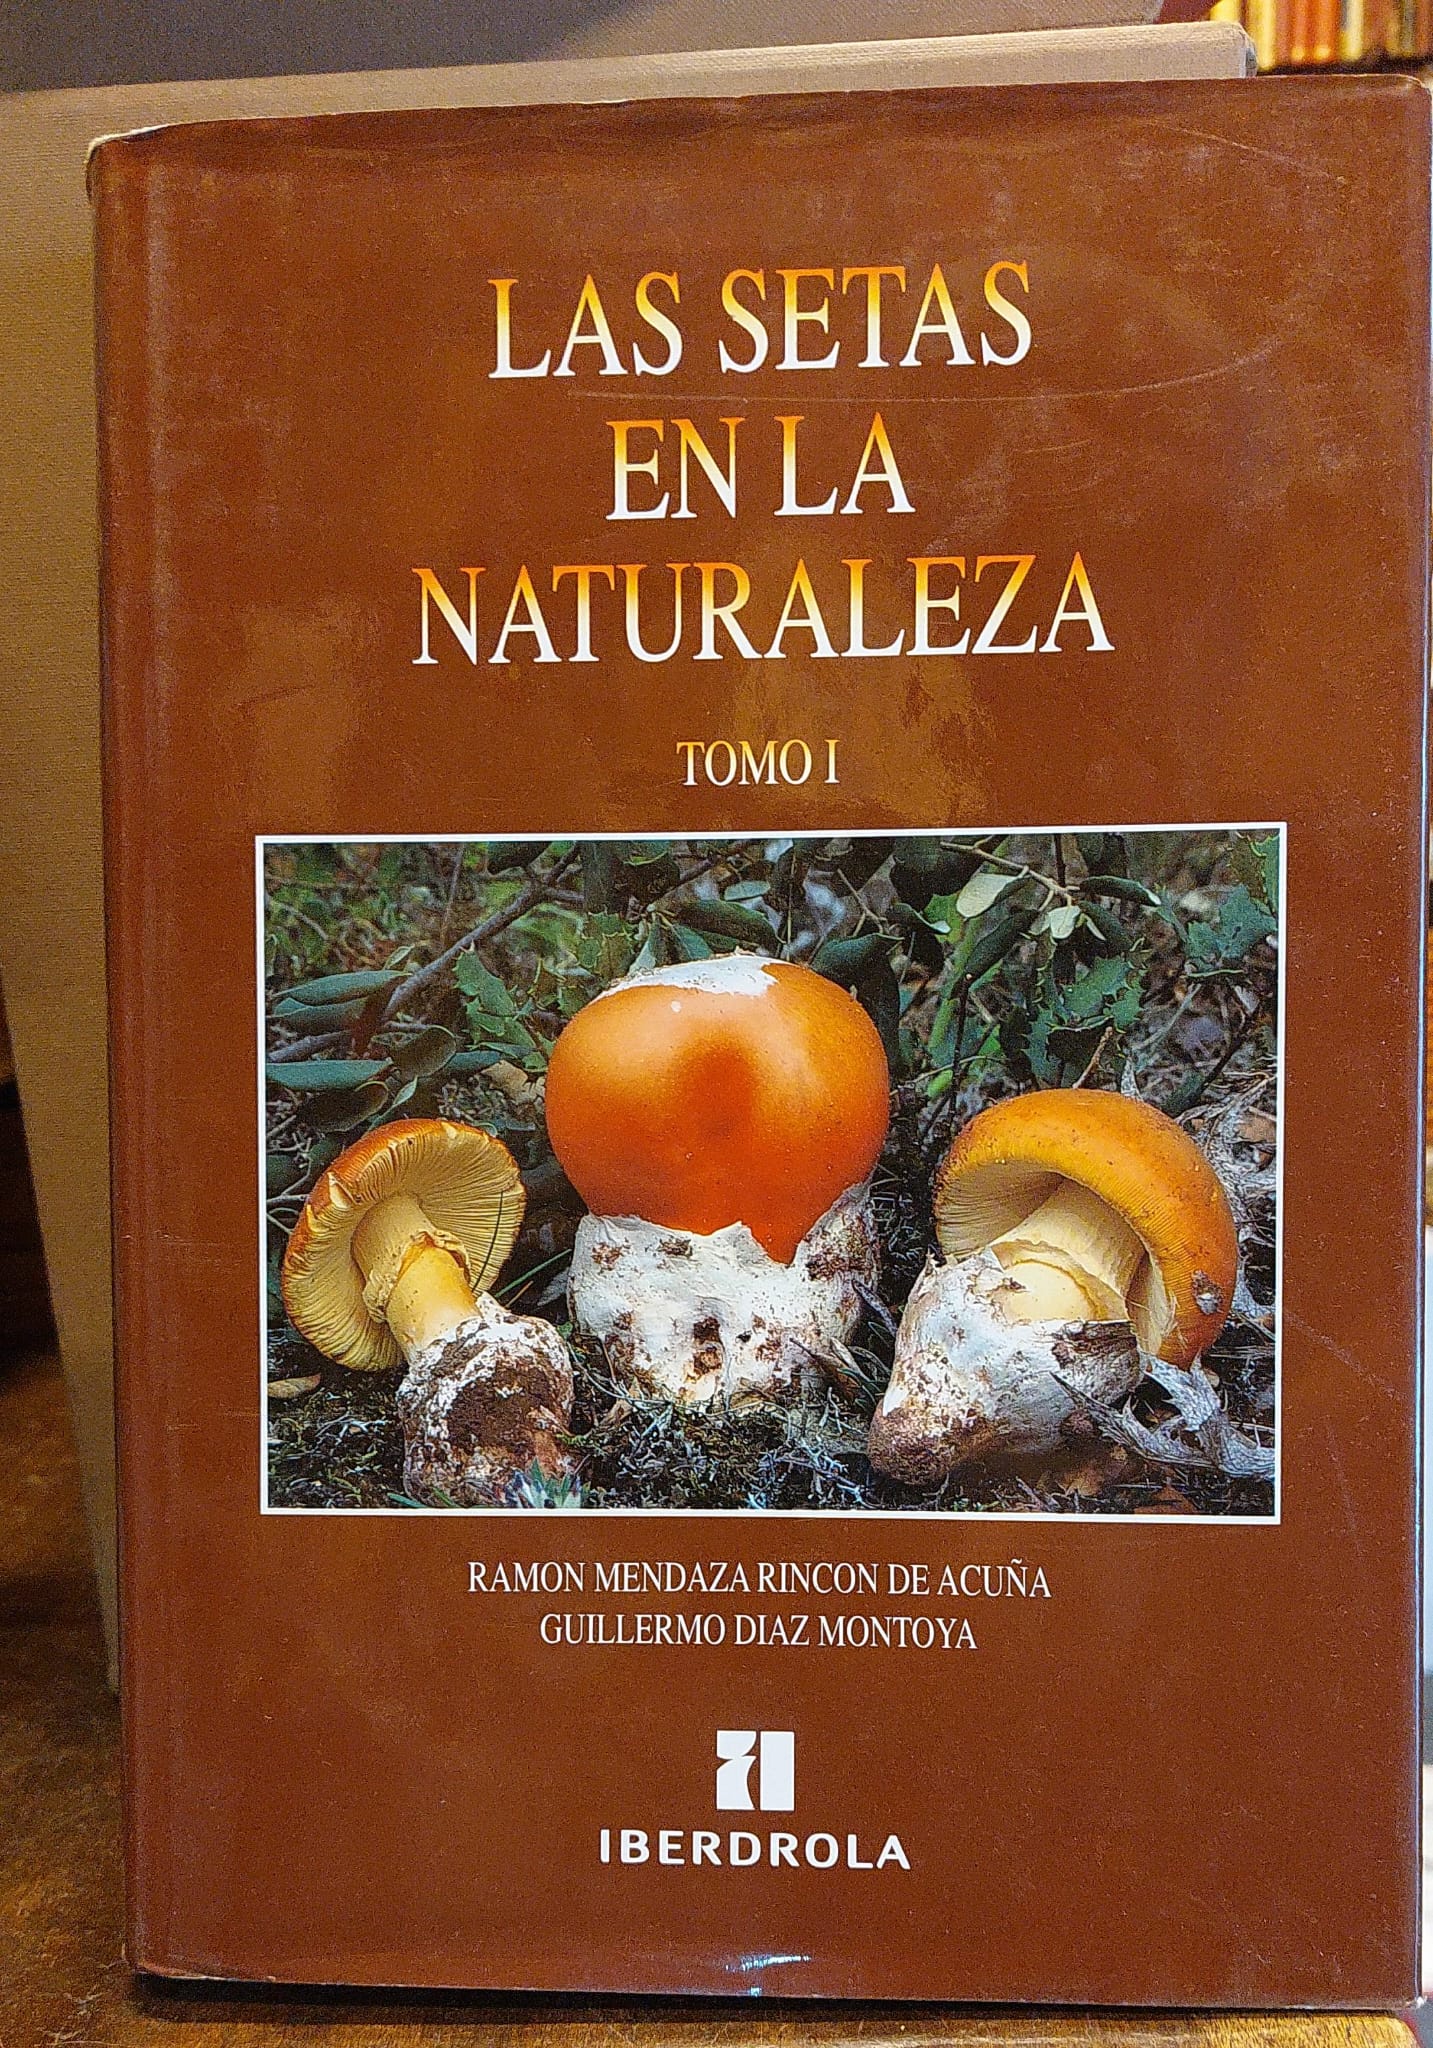 LAS SETAS
EN LA
NATURALEZA
TOMO I
RAMON MENDAZA RINCON DE ACUÑA
GUILLERMO DIAZ MONTOYA
IBERDROLA